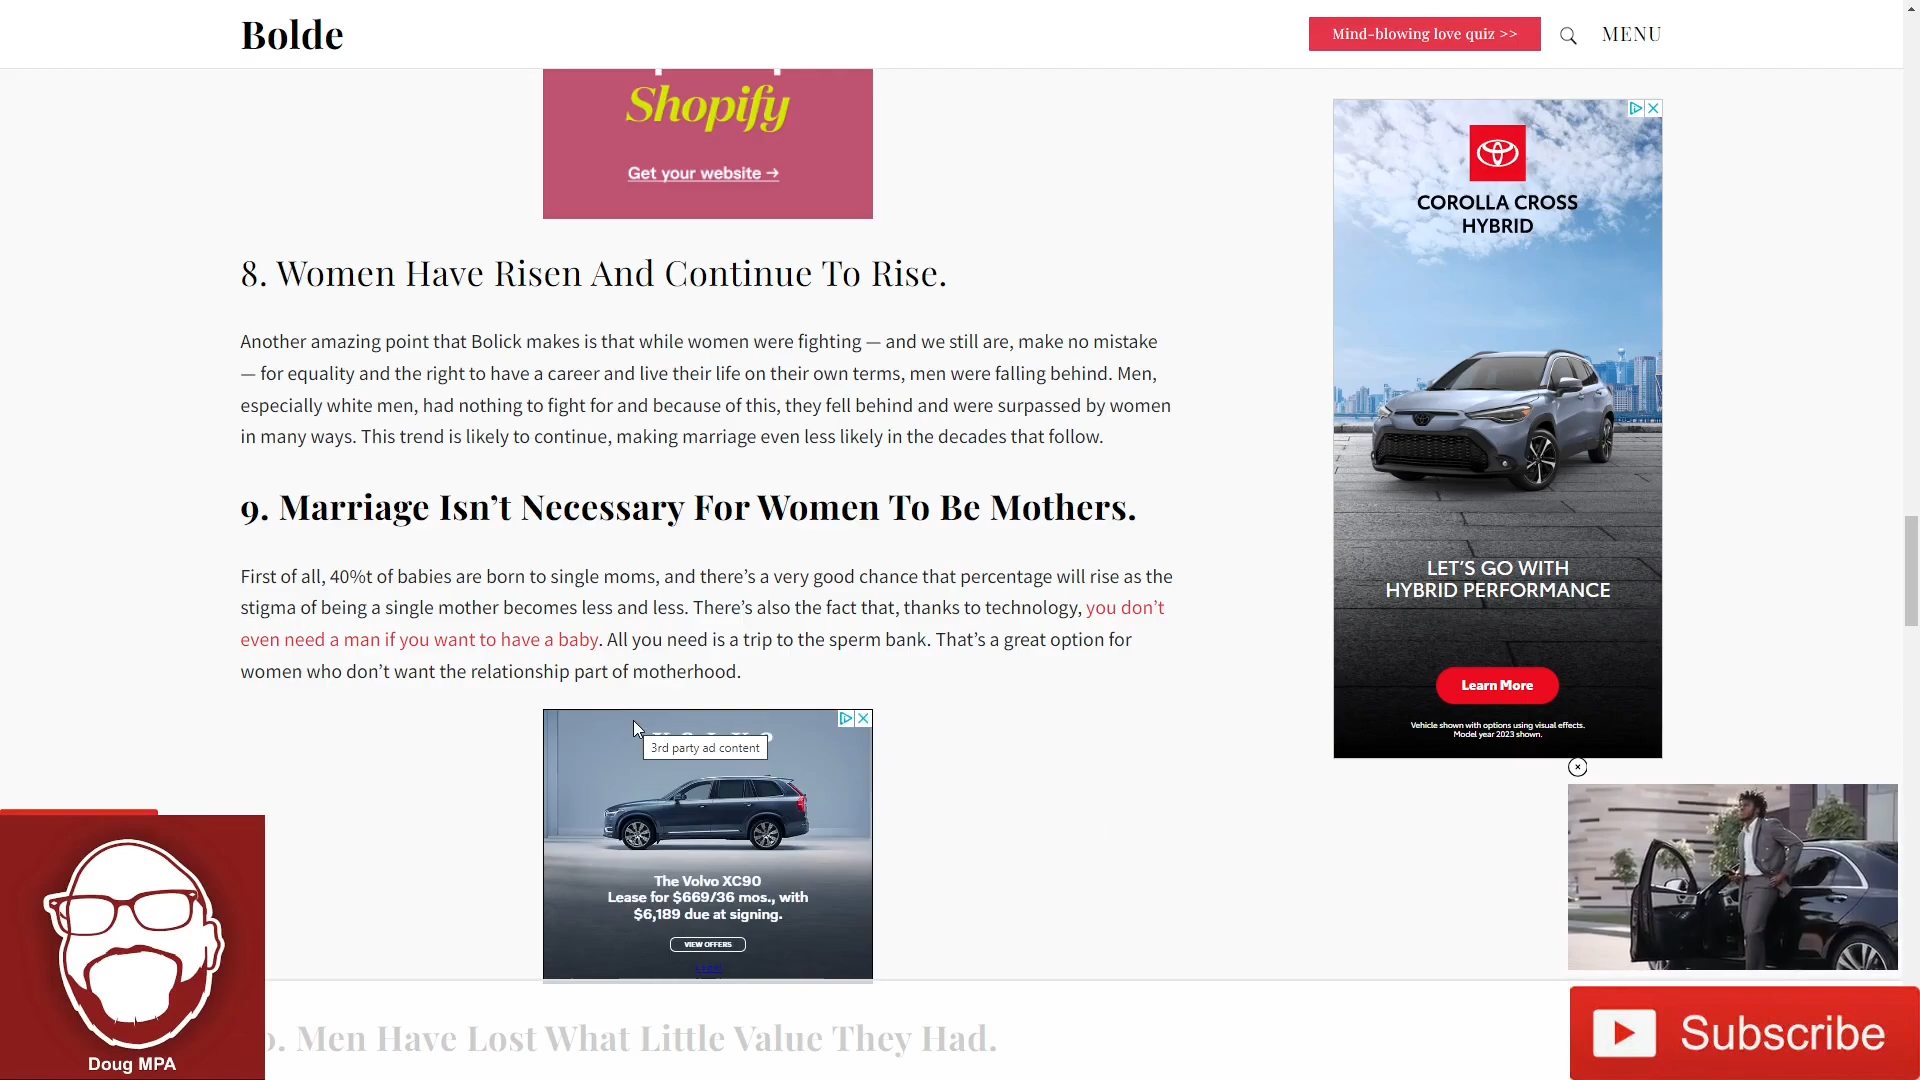 Bolde
Mind-blowing love quiz >>
MENU
Shopify
Get your website →
8. Women Have Risen And Continue To Rise.
Another amazing point that Bolick makes is that while women were fighting — and we still are, make no mistake
— for equality and the right to have a career and live their life on their own terms, men were falling behind. Men,
especially white men, had nothing to fight for and because of this, they fell behind and were surpassed by women
in many ways. This trend is likely to continue, making marriage even less likely in the decades that follow.
9. Marriage Isn’t Necessary For Women To Be Mothers.
First of all, 40%t of babies are born to single moms, and there’s a very good chance that percentage will rise as the
stigma of being a single mother becomes less and less. There’s also the fact that, thanks to technology, you don’t
even need a man if you want to have a baby. All you need is a trip to the sperm bank. That’s a great option for
women who don’t want the relationship part of motherhood.
3rd party ad content
The Volvo XC90
Lease for $669/36 mos., with
$6,189 due at signing.
VIEW OFFERS
COROLLA CROSS
HYBRID
LET’S GO WITH
HYBRID PERFORMANCE
Learn More
Vehicle shown with options using visual effects.
Model year 2023 shown.
Men Have Lost What Little Value They Had.
Doug MPA
Subscribe